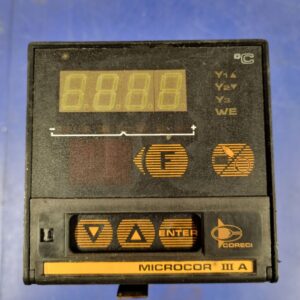 °C
8.8.8.8
Y1▲
Y2▼
Y3
WE
- +
F
▽ △ ENTER
CORECI
MICROCOR III A